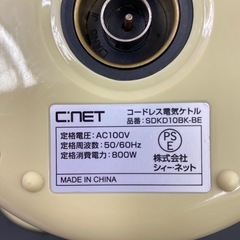 C:NET
コードレス電気ケトル
品番：SDKD10BK-BE
定格電圧：AC100V
定格周波数：50/60Hz
定格消費電力：800W
PS
E
株式会社
シィー・ネット
MADE IN CHINA